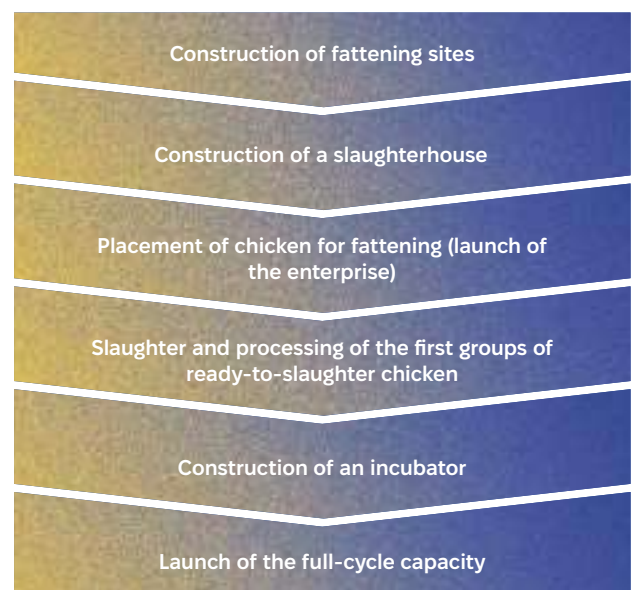 Construction of fattening sites
Construction of a slaughterhouse
Placement of chicken for fattening (launch of
the enterprise)
Slaughter and processing of the first groups of
ready-to-slaughter chicken
Construction of an incubator
Launch of the full-cycle capacity